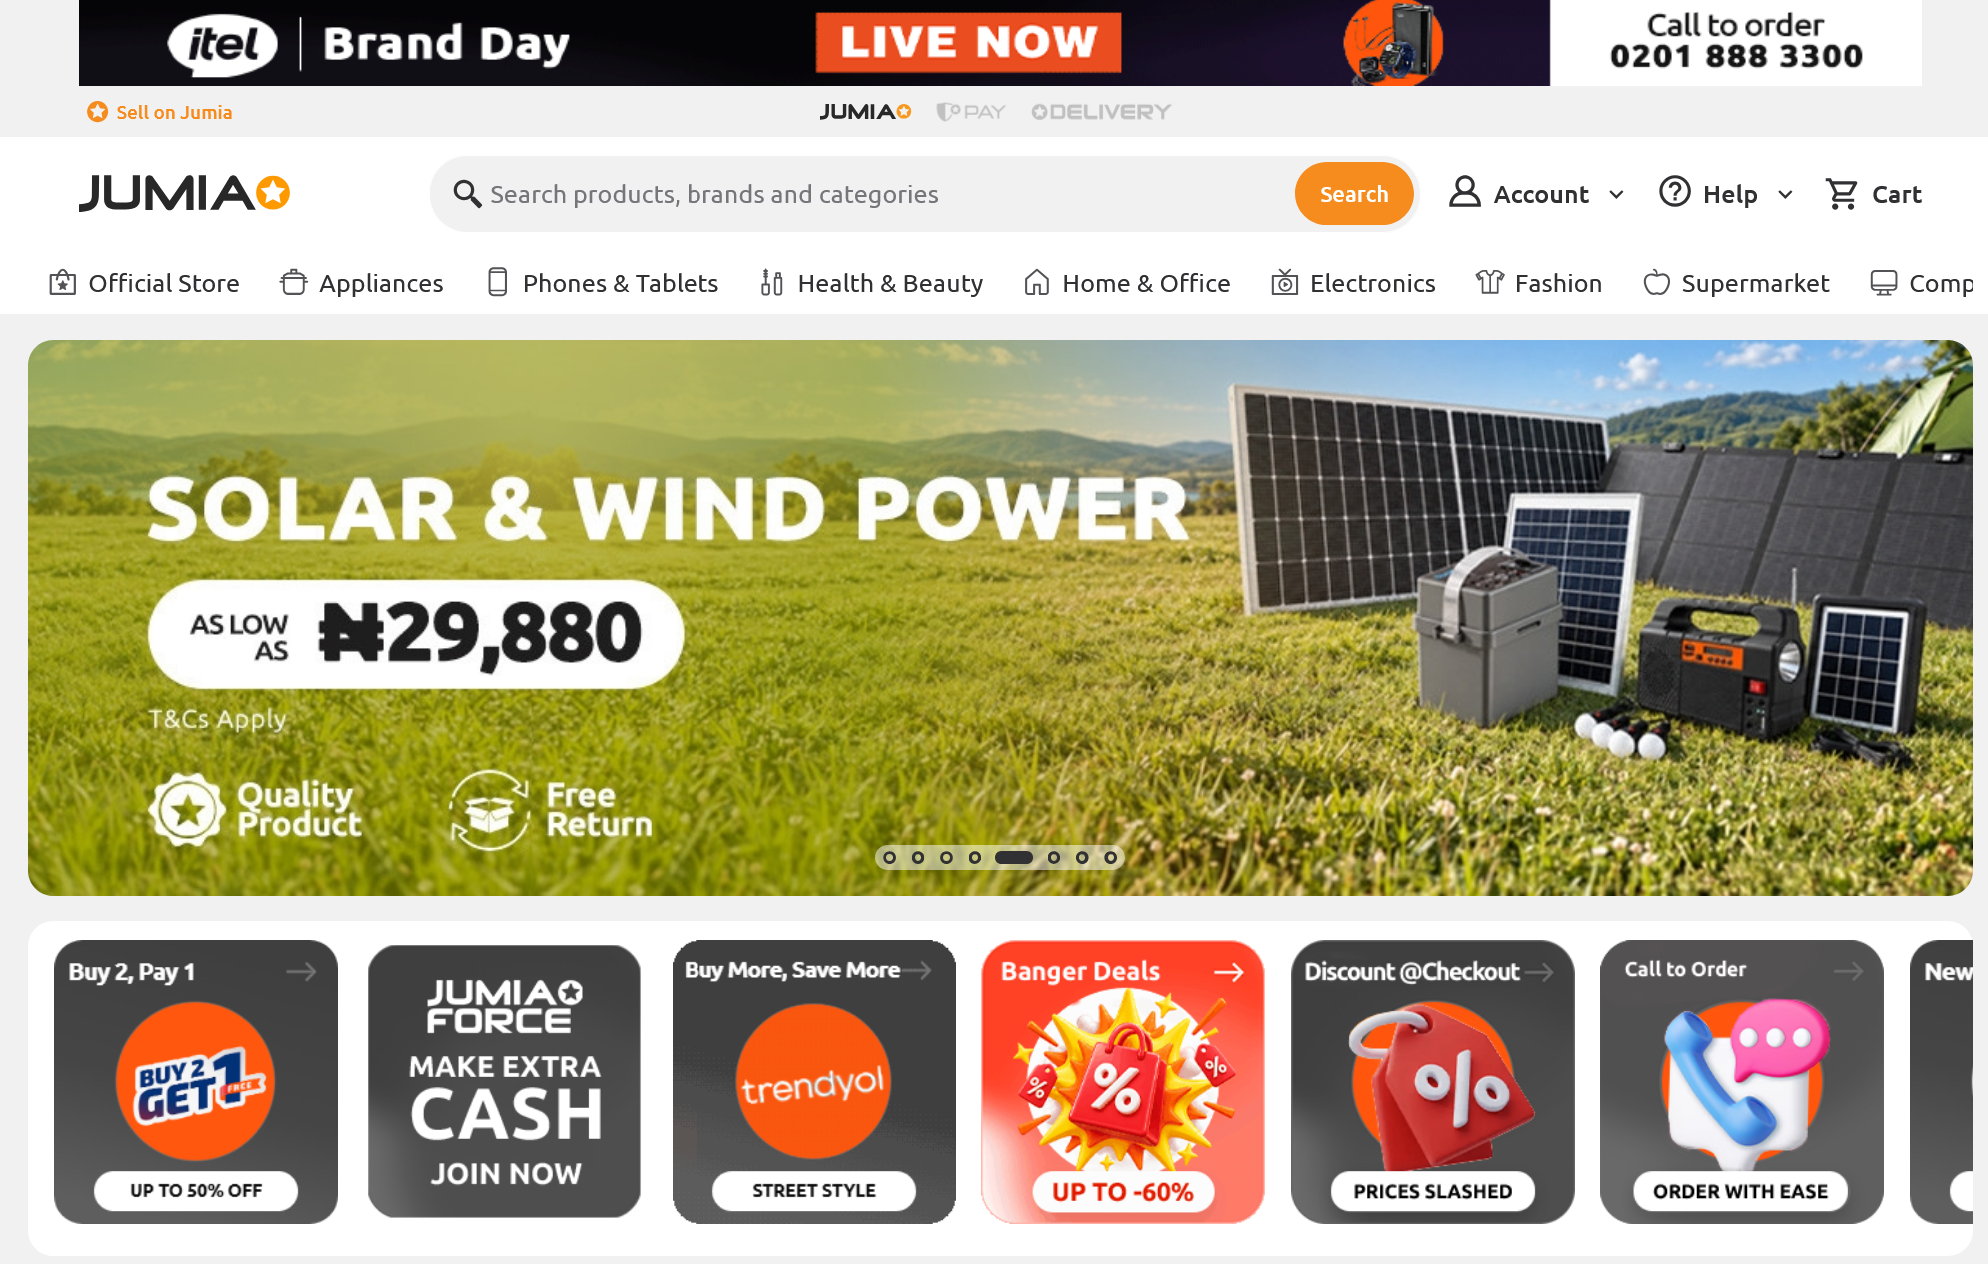 itel | Brand Day
LIVE NOW
Call to order
0201 888 3300
Sell on Jumia
JUMIA
PAY
DELIVERY
JUMIA
Search products, brands and categories
Search
Account
Help
Cart
Official Store
Appliances
Phones & Tablets
Health & Beauty
Home & Office
Electronics
Fashion
Supermarket
Comp
SOLAR & WIND POWER
AS LOW
AS
₦29,880
T&Cs Apply
Quality
Product
Free
Return
Buy 2, Pay 1
BUY 2
GET 1
FREE
UP TO 50% OFF
JUMIA
FORCE
MAKE EXTRA
CASH
JOIN NOW
Buy More, Save More
trendyol
STREET STYLE
Banger Deals
%
%
%
UP TO -60%
Discount @Checkout
%
PRICES SLASHED
Call to Order
ORDER WITH EASE
New